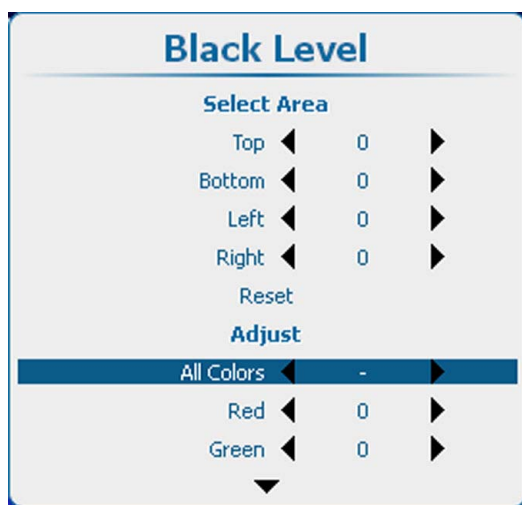 Black Level
Select Area
Top 0
Bottom 0
Left 0
Right 0
Reset
Adjust
All Colors -
Red 0
Green 0